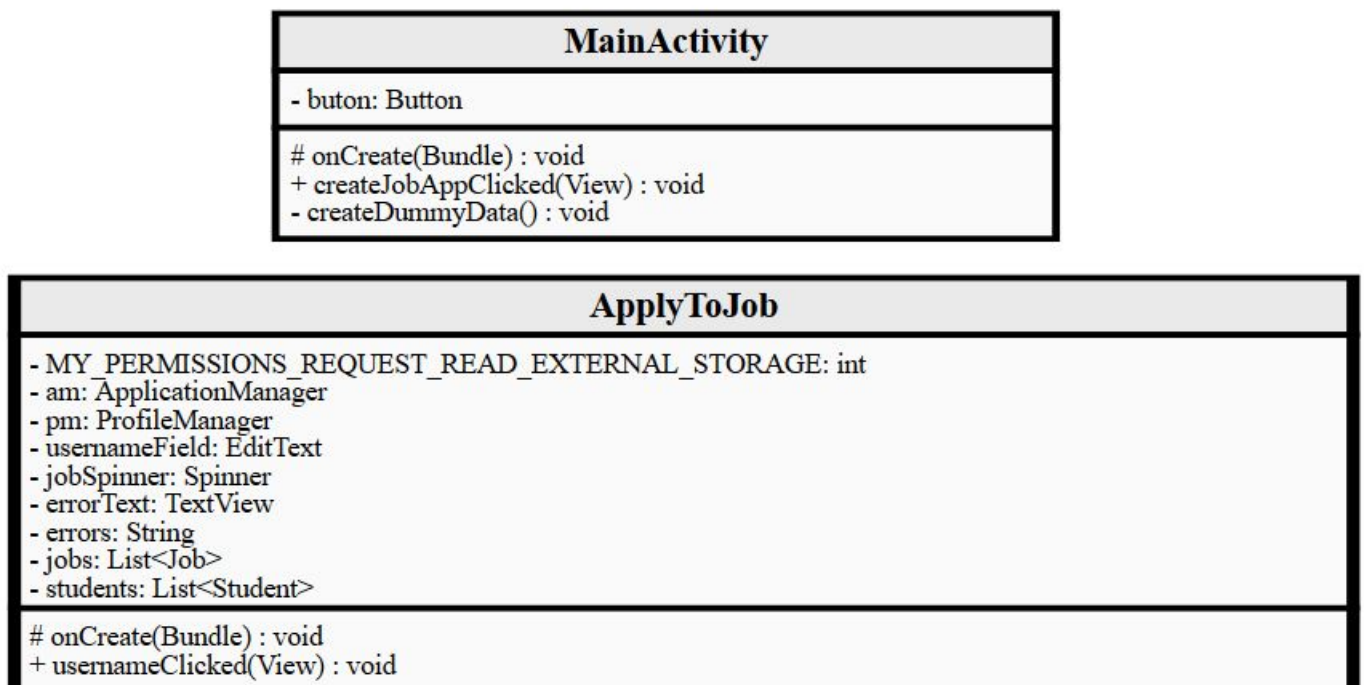 MainActivity
- buton: Button
# onCreate(Bundle) : void
+ createJobAppClicked(View) : void
- createDummyData() : void
ApplyToJob
- MY_PERMISSIONS_REQUEST_READ_EXTERNAL_STORAGE: int
- am: ApplicationManager
- pm: ProfileManager
- usernameField: EditText
- jobSpinner: Spinner
- errorText: TextView
- errors: String
- jobs: List<Job>
- students: List<Student>
# onCreate(Bundle) : void
+ usernameClicked(View) : void